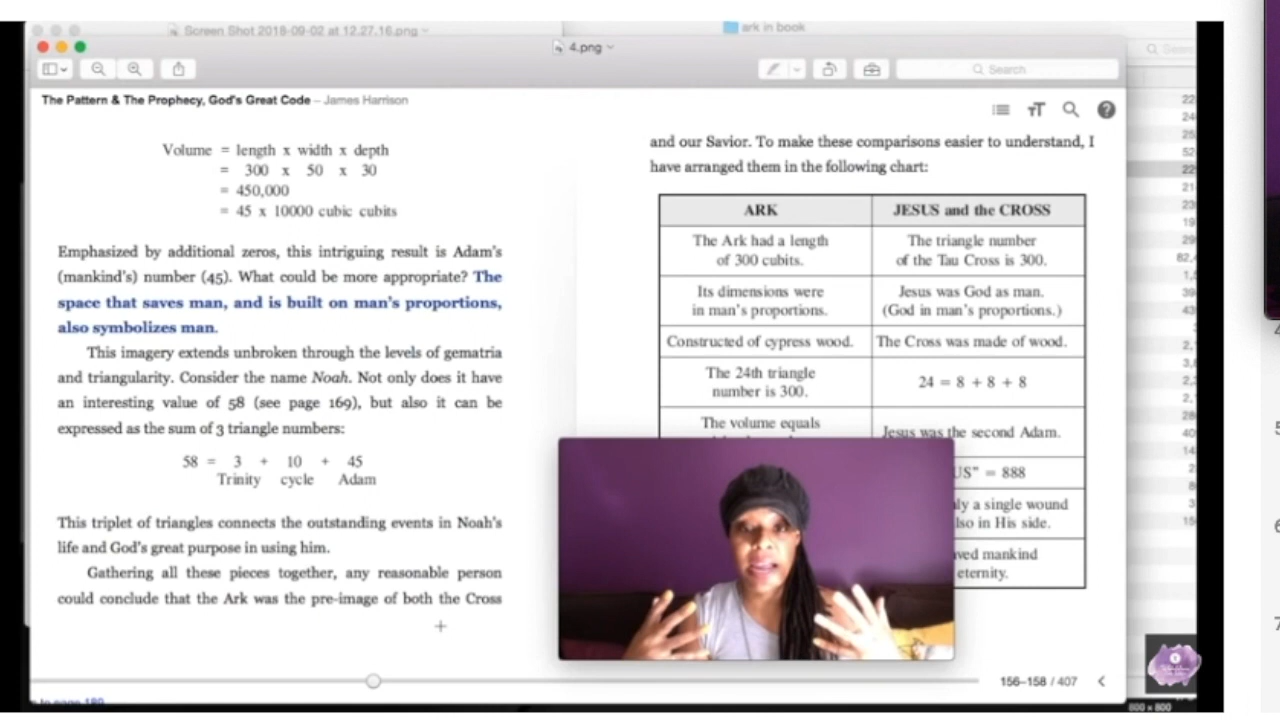 Screen Shot 2018-09-02 at 12.27.16.png
ark in book
4.png
Search
The Pattern & The Prophecy, God's Great Code – James Harrison
Volume = length x width x depth
= 300 x 50 x 30
= 450,000
= 45 x 10000 cubic cubits
Emphasized by additional zeros, this intriguing result is Adam's
(mankind's) number (45). What could be more appropriate? The
space that saves man, and is built on man's proportions,
also symbolizes man.
This imagery extends unbroken through the levels of gematria
and triangularity. Consider the name Noah. Not only does it have
an interesting value of 58 (see page 169), but also it can be
expressed as the sum of 3 triangle numbers:
58 = 3 + 10 + 45
Trinity cycle Adam
This triplet of triangles connects the outstanding events in Noah's
life and God's great purpose in using him.
Gathering all these pieces together, any reasonable person
could conclude that the Ark was the pre-image of both the Cross
and our Savior. To make these comparisons easier to understand, I
have arranged them in the following chart:
ARK JESUS and the CROSS
The Ark had a length The triangle number
of 300 cubits. of the Tau Cross is 300.
Its dimensions were Jesus was God as man.
in man's proportions. (God in man's proportions.)
Constructed of cypress wood. The Cross was made of wood.
The 24th triangle
number is 300. 24 = 8 + 8 + 8
The volume equals
Jesus was the second Adam.
US" = 888
ly a single wound
lso in His side.
ved mankind
eternity.
156–158 / 407
800 x 800